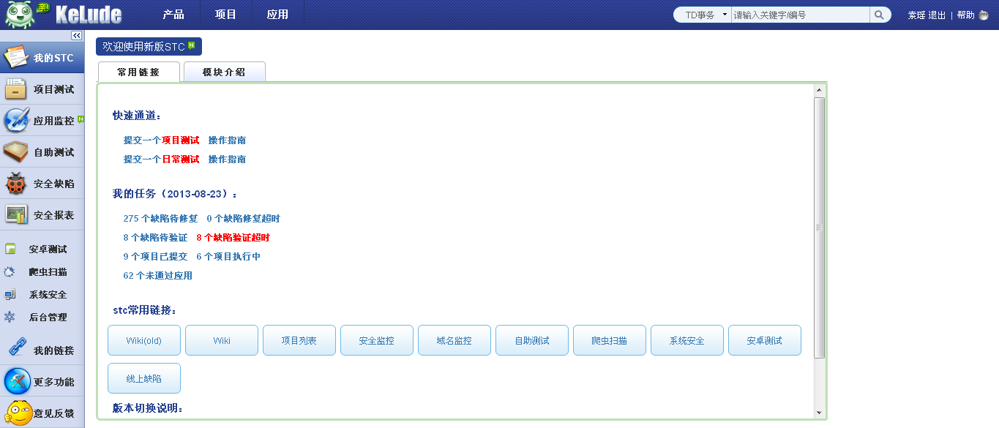 亲! KeLude 产品 项目 应用 TD事务 请输入关键字/编号 素瑶 退出 | 帮助
我的STC
项目测试
应用监控 N
自助测试
安全缺陷
安全报表
安卓测试
爬虫扫描
系统安全
后台管理
我的链接
更多功能
意见反馈
欢迎使用新版STC N
常用链接 模块介绍
快速通道：
提交一个项目测试 操作指南
提交一个日常测试 操作指南
我的任务（2013-08-23）：
275 个缺陷待修复 0 个缺陷修复超时
8 个缺陷待验证 8 个缺陷验证超时
9 个项目已提交 6 个项目执行中
62 个未通过应用
stc常用链接：
Wiki(old) Wiki 项目列表 安全监控 域名监控 自助测试 爬虫扫描 系统安全 安卓测试
线上缺陷
版本切换说明：